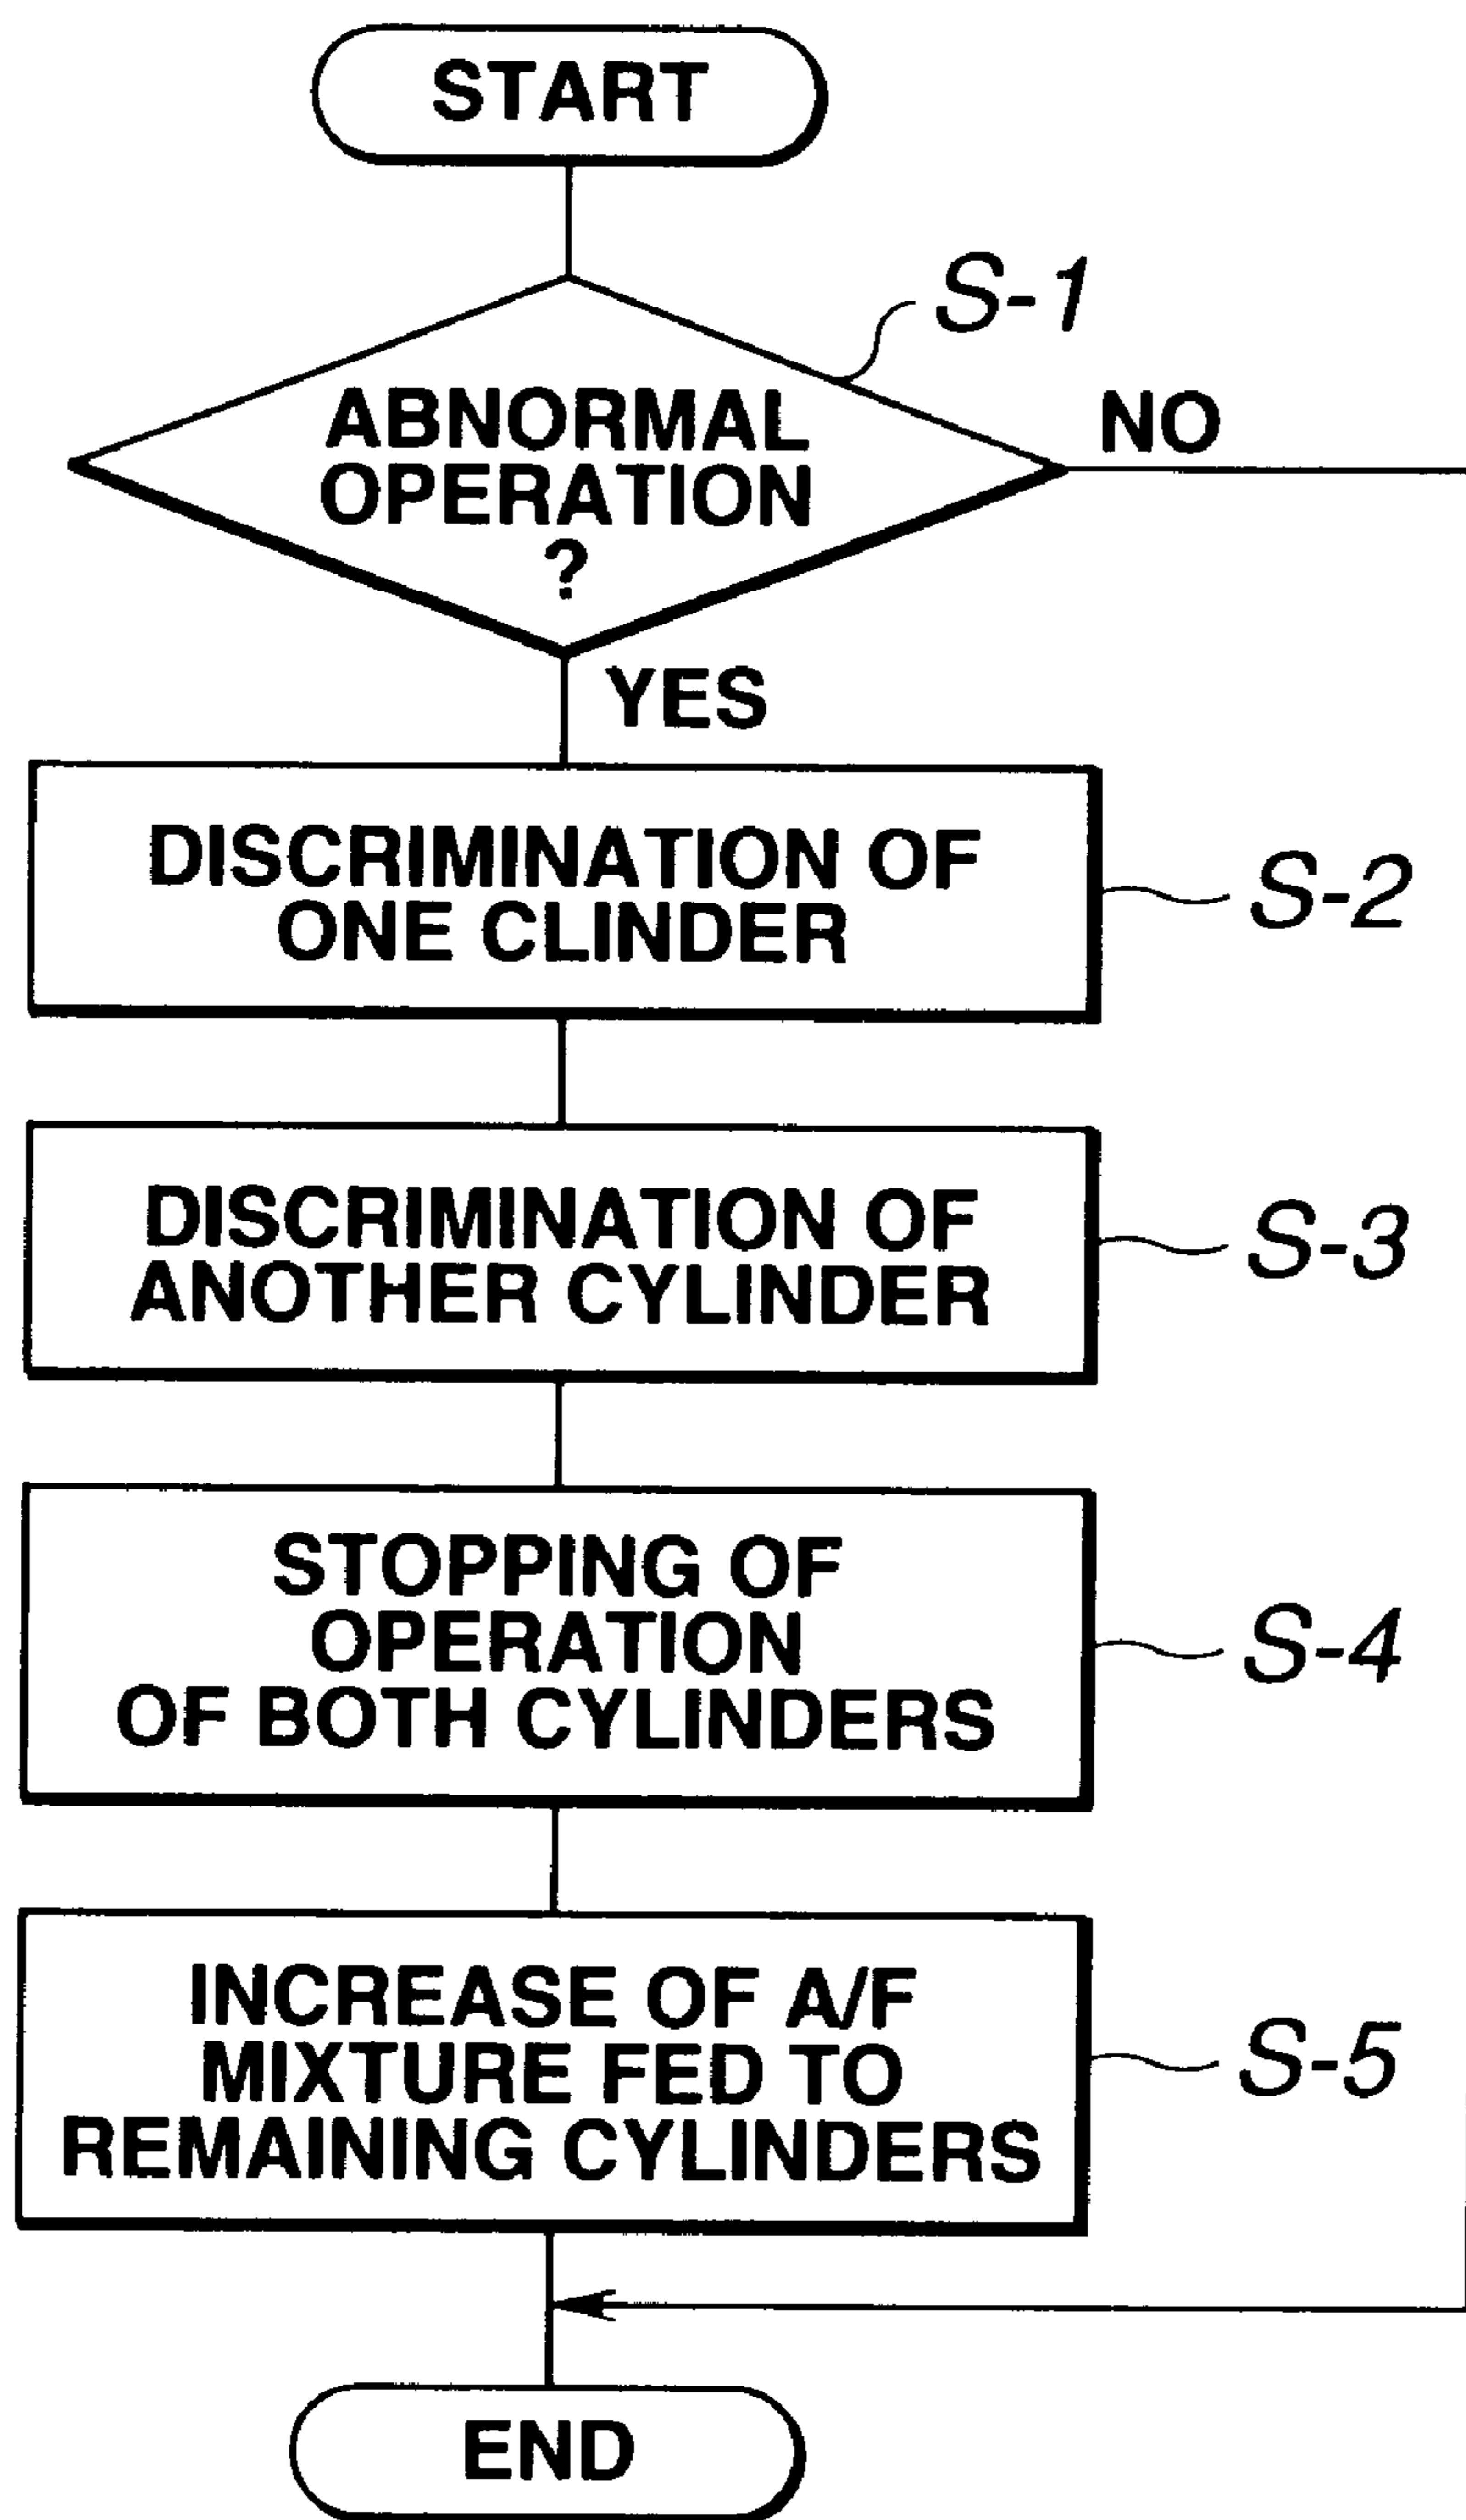 START
S-1
ABNORMAL
OPERATION
?
NO
YES
DISCRIMINATION OF
ONE CLINDER
S-2
DISCRIMINATION OF
ANOTHER CYLINDER
S-3
STOPPING OF
OPERATION
OF BOTH CYLINDERS
S-4
INCREASE OF A/F
MIXTURE FED TO
REMAINING CYLINDERS
S-5
END